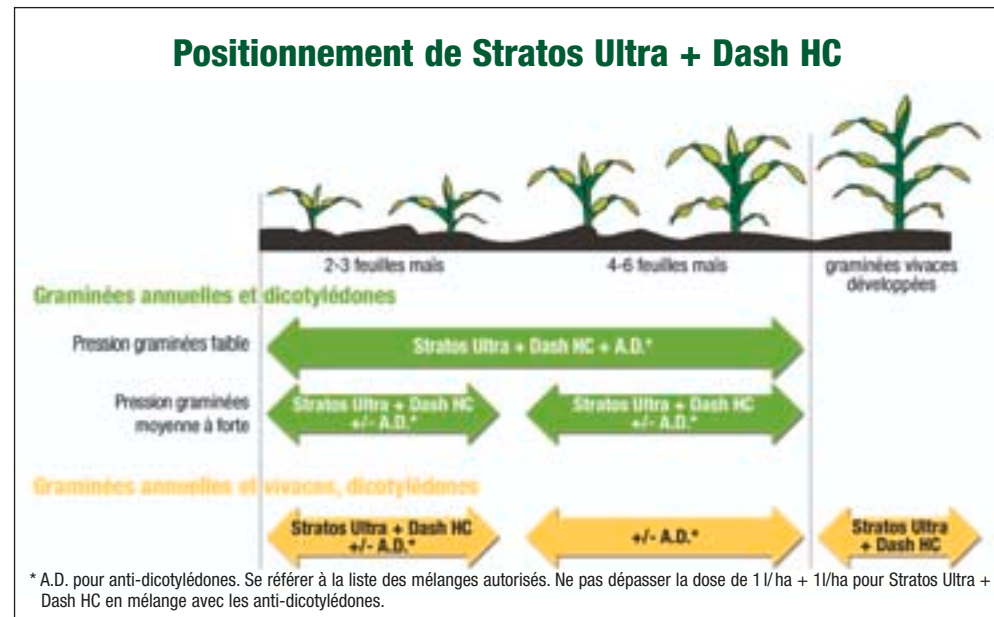 Positionnement de Stratos Ultra + Dash HC
2-3 feuilles maïs
4-6 feuilles maïs
graminées vivaces
développées
Graminées annuelles et dicotylédones
Pression graminées faible
Stratos Ultra + Dash HC + A.D.*
Pression graminées
moyenne à forte
Stratos Ultra + Dash HC
+/- A.D.*
Stratos Ultra + Dash HC
+/- A.D.*
Graminées annuelles et vivaces, dicotylédones
Stratos Ultra + Dash HC
+/- A.D.*
+/- A.D.*
Stratos Ultra
+ Dash HC
* A.D. pour anti-dicotylédones. Se référer à la liste des mélanges autorisés. Ne pas dépasser la dose de 1 l/ ha + 1l/ha pour Stratos Ultra +
Dash HC en mélange avec les anti-dicotylédones.